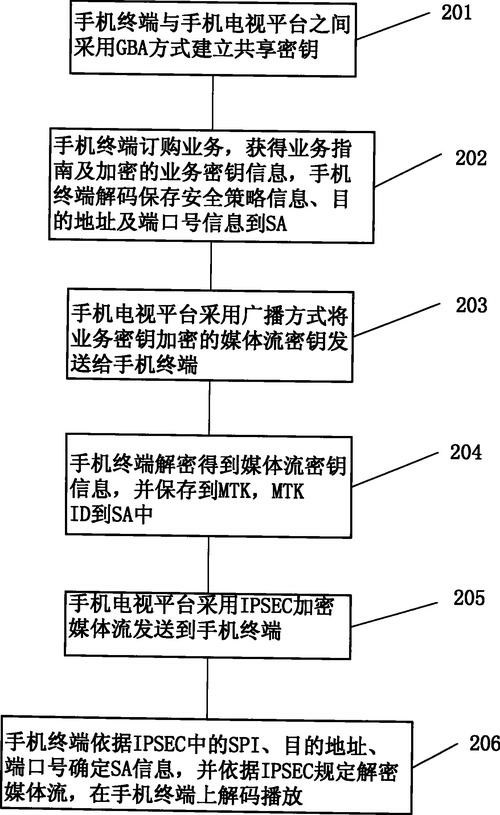 手机终端与手机电视平台之间
采用GBA方式建立共享密钥
201
手机终端订购业务，获得业务指
南及加密的业务密钥信息，手机
终端解码保存安全策略信息、目
的地址及端口号信息到SA
202
手机电视平台采用广播方式将
业务密钥加密的媒体流密钥发
送给手机终端
203
手机终端解密得到媒体流密钥
信息，并保存到MTK，MTK
ID到SA中
204
手机电视平台采用IPSEC加密
媒体流发送到手机终端
205
手机终端依据IPSEC中的SPI、目的地址、
端口号确定SA信息，并依据IPSEC规定解密
媒体流，在手机终端上解码播放
206